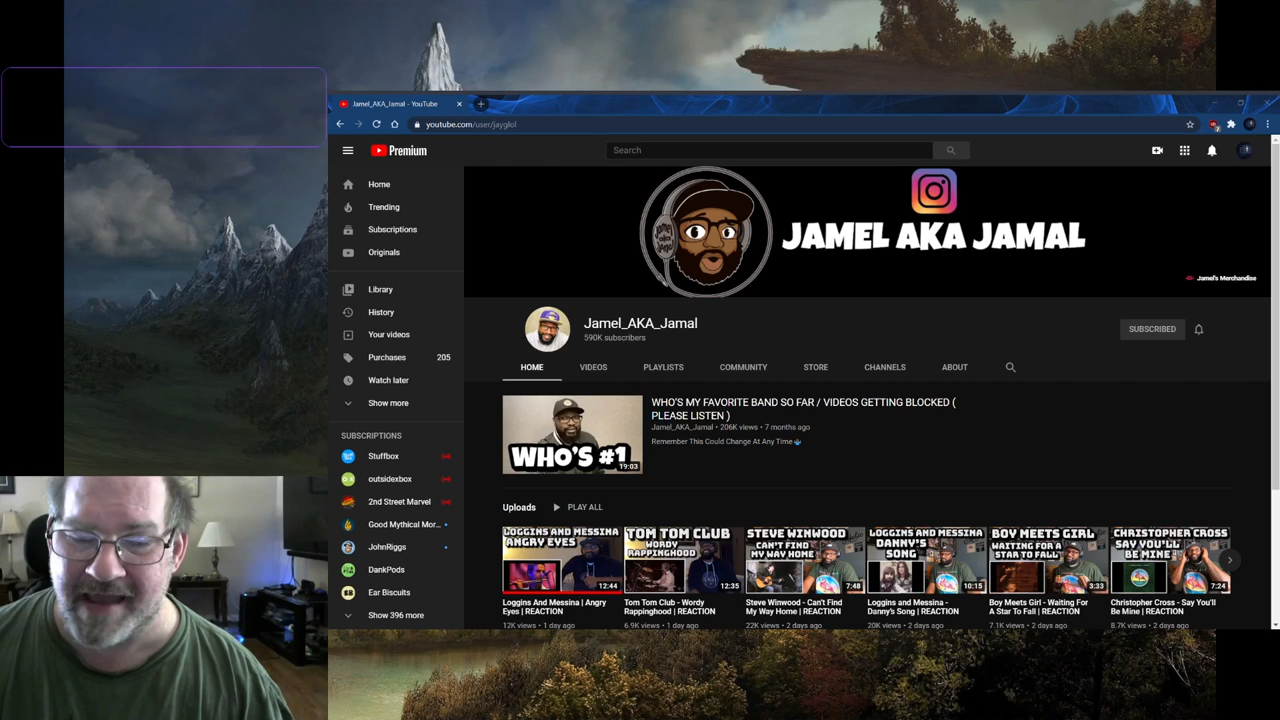 Jamel_AKA_Jamal - YouTube
youtube.com/user/jayglol
Premium
Search
Home
Trending
Subscriptions
Originals
Library
History
Your videos
Purchases 205
Watch later
Show more
SUBSCRIPTIONS
Stuffbox
outsidexbox
2nd Street Marvel
Good Mythical Mor...
JohnRiggs
DankPods
Ear Biscuits
Show 396 more
JAMEL AKA JAMAL
Jamel's Merchandise
Jamel_AKA_Jamal
590K subscribers
SUBSCRIBED
HOME VIDEOS PLAYLISTS COMMUNITY STORE CHANNELS ABOUT
WHO'S #1
19:03
WHO'S MY FAVORITE BAND SO FAR / VIDEOS GETTING BLOCKED (
PLEASE LISTEN )
Jamel_AKA_Jamal • 206K views • 7 months ago
Remember This Could Change At Any Time
Uploads PLAY ALL
LOGGINS AND MESSINA
ANGRY EYES
12:44
Loggins And Messina | Angry
Eyes | REACTION
12K views • 1 day ago
TOM TOM CLUB
WORDY
RAPPINGHOOD
12:35
Tom Tom Club - Wordy
Rappinghood | REACTION
6.9K views • 1 day ago
STEVE WINWOOD
CAN'T FIND
MY WAY HOME
7:48
Steve Winwood - Can't Find
My Way Home | REACTION
22K views • 2 days ago
LOGGINS AND MESSINA
DANNY'S
SONG
10:15
Loggins and Messina -
Danny's Song | REACTION
20K views • 2 days ago
BOY MEETS GIRL
WAITING FOR A
STAR TO FALL
3:33
Boy Meets Girl - Waiting For
A Star To Fall | REACTION
7.1K views • 2 days ago
CHRISTOPHER CROSS
SAY YOU'LL
BE MINE
7:24
Christopher Cross - Say You'll
Be Mine | REACTION
8.7K views • 2 days ago